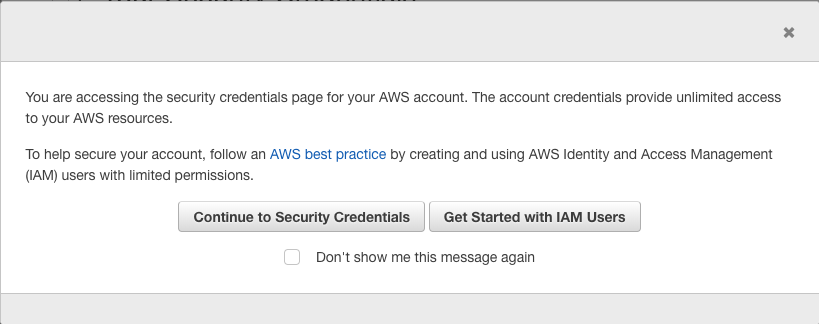 You are accessing the security credentials page for your AWS account. The account credentials provide unlimited access
to your AWS resources.
To help secure your account, follow an AWS best practice by creating and using AWS Identity and Access Management
(IAM) users with limited permissions.
Continue to Security Credentials Get Started with IAM Users
Don't show me this message again